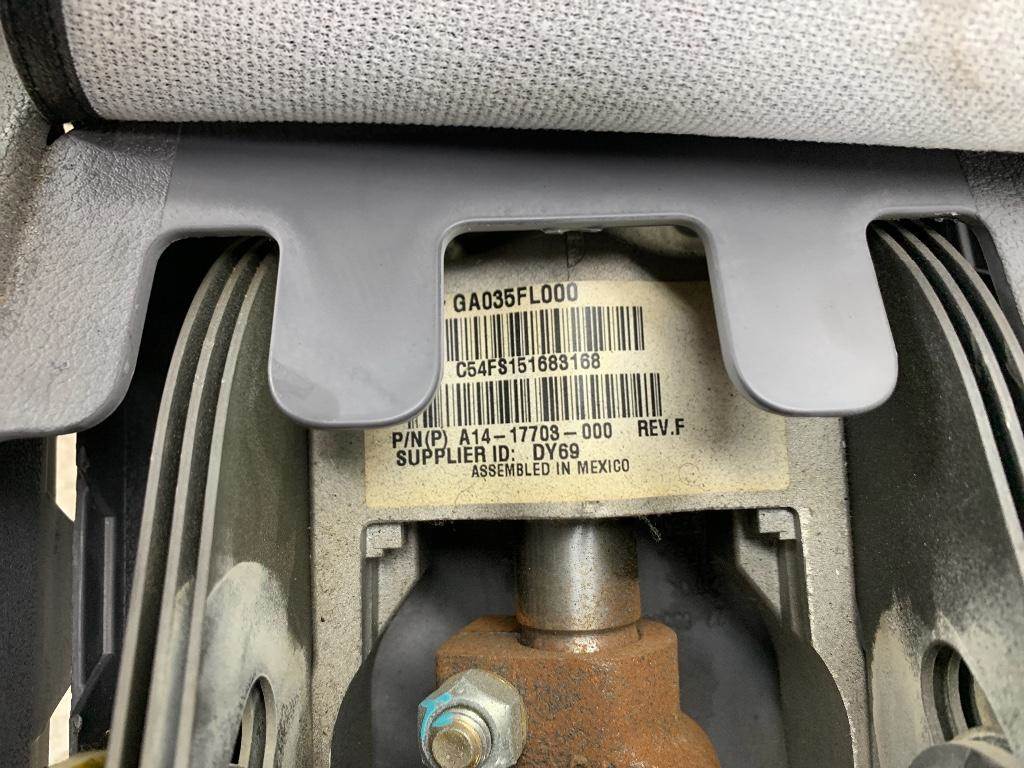 GA035FL000
C54FS151683168
P/N(P) A14-17703-000 REV.F
SUPPLIER ID: DY69
ASSEMBLED IN MEXICO